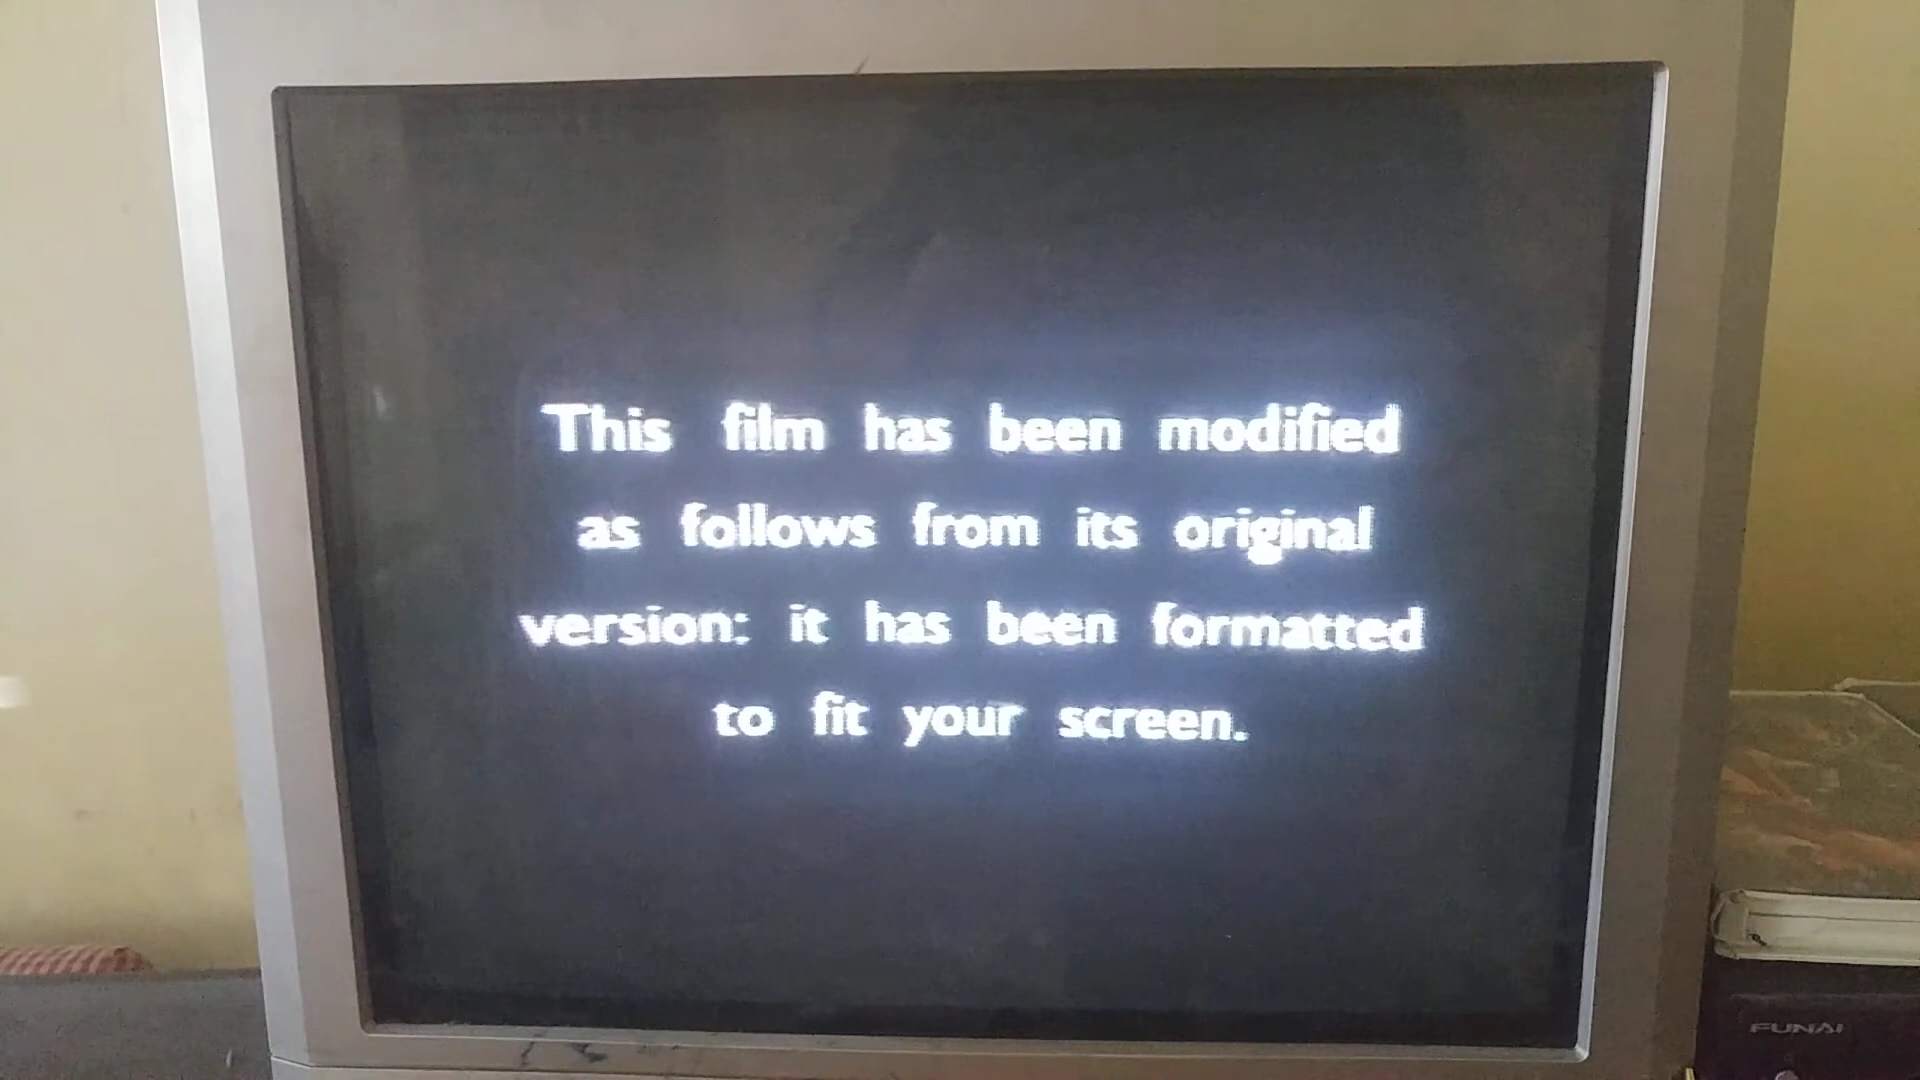 This film has been modified
as follows from its original
version: it has been formatted
to fit your screen.
FUNAI